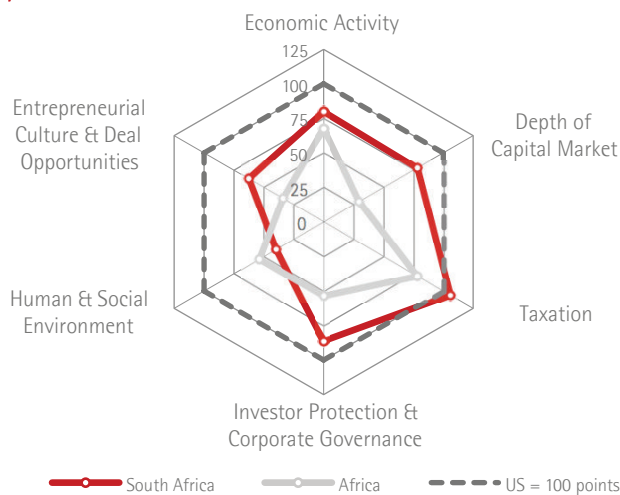 Economic Activity
125
100
75
50
25
0
Entrepreneurial
Culture & Deal
Opportunities
Depth of
Capital Market
Human & Social
Environment
Taxation
Investor Protection &
Corporate Governance
South Africa
Africa
US = 100 points